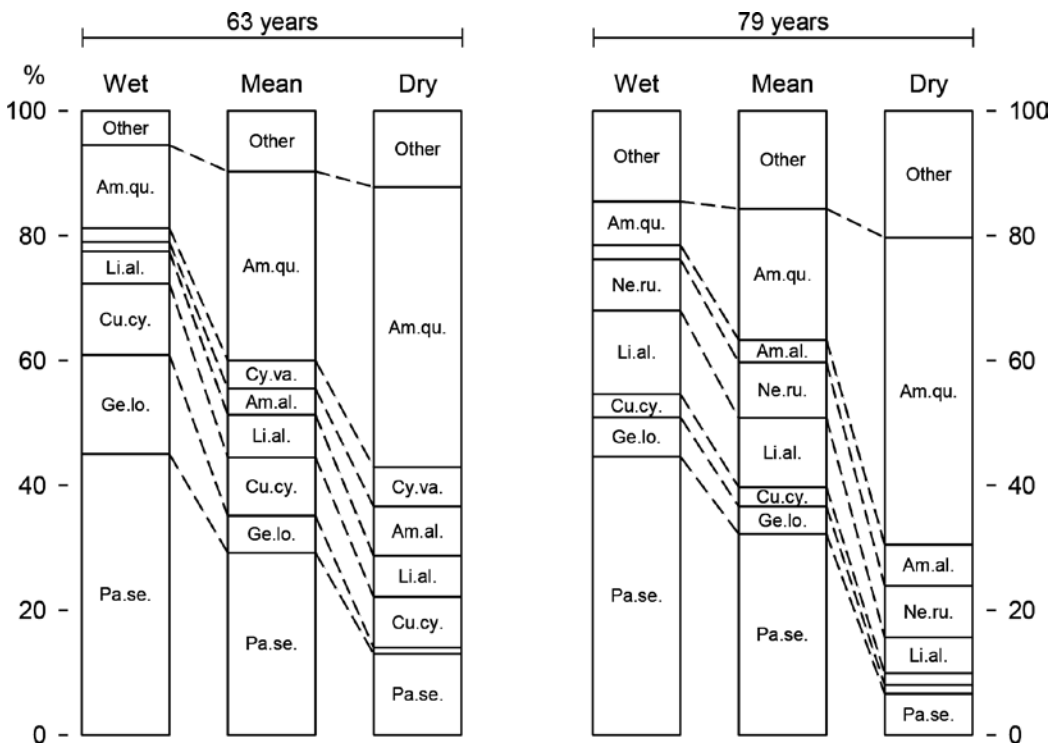 63 years
79 years
Wet Mean Dry
Wet Mean Dry
%
100
80
60
40
20
0
Other
Am.qu.
Li.al.
Cu.cy.
Ge.lo.
Pa.se.
Other
Am.qu.
Cy.va.
Am.al.
Li.al.
Cu.cy.
Ge.lo.
Pa.se.
Other
Am.qu.
Cy.va.
Am.al.
Li.al.
Cu.cy.
Pa.se.
Other
Am.qu.
Ne.ru.
Li.al.
Cu.cy.
Ge.lo.
Pa.se.
Other
Am.qu.
Am.al.
Ne.ru.
Li.al.
Cu.cy.
Ge.lo.
Pa.se.
Other
Am.qu.
Am.al.
Ne.ru.
Li.al.
Pa.se.
100
80
60
40
20
0